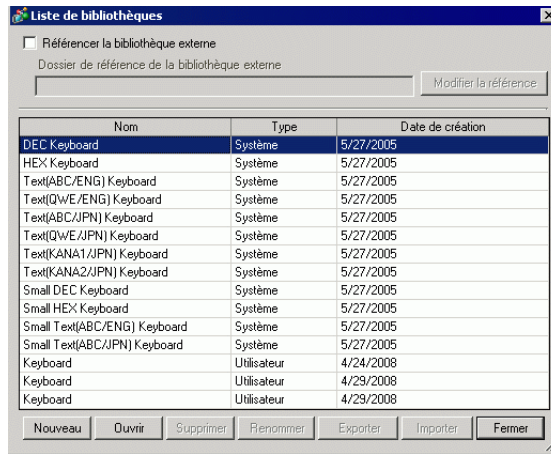 Liste de bibliothèques
Référencer la bibliothèque externe
Dossier de référence de la bibliothèque externe
Modifier la référence
Nom Type Date de création
DEC Keyboard Système 5/27/2005
HEX Keyboard Système 5/27/2005
Text(ABC/ENG) Keyboard Système 5/27/2005
Text(QWE/ENG) Keyboard Système 5/27/2005
Text(ABC/JPN) Keyboard Système 5/27/2005
Text(QWE/JPN) Keyboard Système 5/27/2005
Text(KANA1/JPN) Keyboard Système 5/27/2005
Text(KANA2/JPN) Keyboard Système 5/27/2005
Small DEC Keyboard Système 5/27/2005
Small HEX Keyboard Système 5/27/2005
Small Text(ABC/ENG) Keyboard Système 5/27/2005
Small Text(ABC/JPN) Keyboard Système 5/27/2005
Keyboard Utilisateur 4/24/2008
Keyboard Utilisateur 4/29/2008
Keyboard Utilisateur 4/29/2008
Nouveau Ouvrir Supprimer Renommer Exporter Importer Fermer